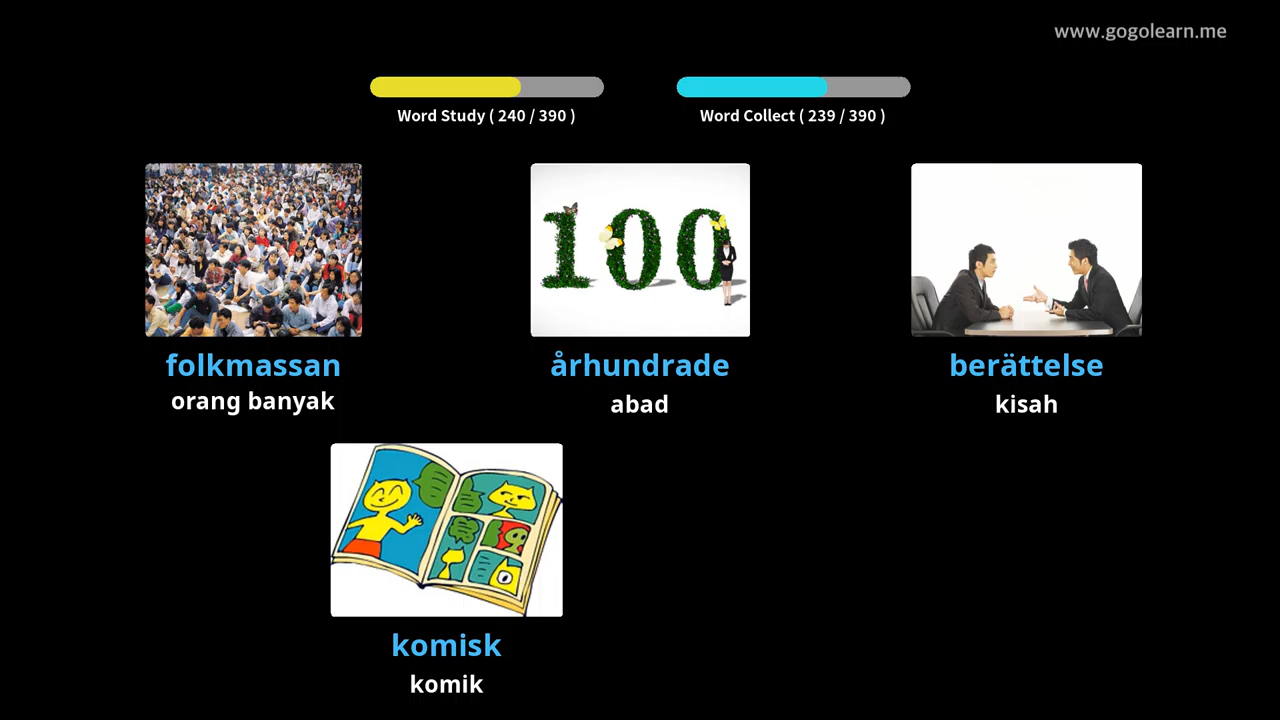 www.gogolearn.me
Word Study ( 240 / 390 )
Word Collect ( 239 / 390 )
folkmassan
orang banyak
århundrade
abad
berättelse
kisah
komisk
komik